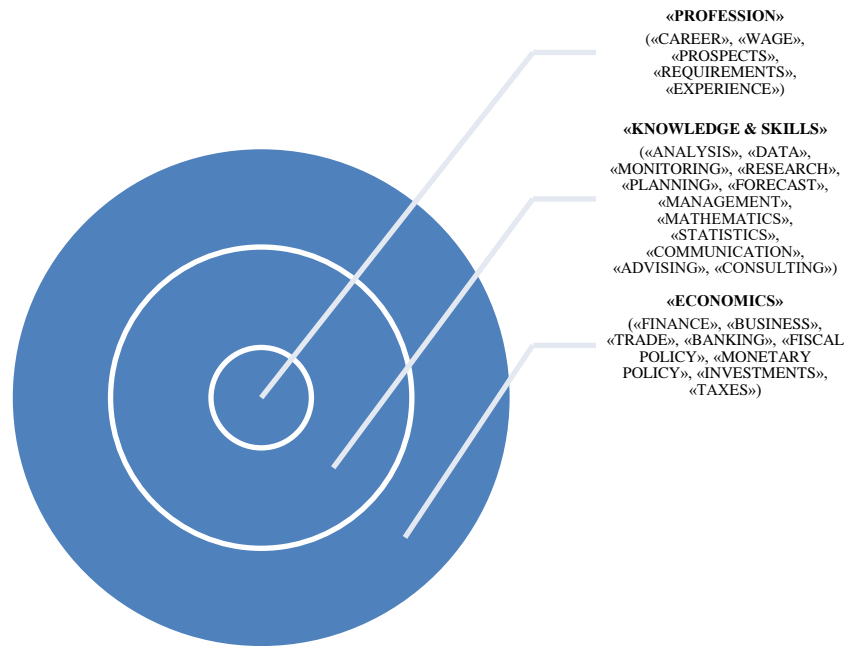 «PROFESSION»
(«CAREER», «WAGE»,
«PROSPECTS»,
«REQUIREMENTS»,
«EXPERIENCE»)
«KNOWLEDGE & SKILLS»
(«ANALYSIS», «DATA»,
«MONITORING», «RESEARCH»,
«PLANNING», «FORECAST»,
«MANAGEMENT»,
«MATHEMATICS»,
«STATISTICS»,
«COMMUNICATION»,
«ADVISING», «CONSULTING»)
«ECONOMICS»
(«FINANCE», «BUSINESS»,
«TRADE», «BANKING», «FISCAL
POLICY», «MONETARY
POLICY», «INVESTMENTS»,
«TAXES»)